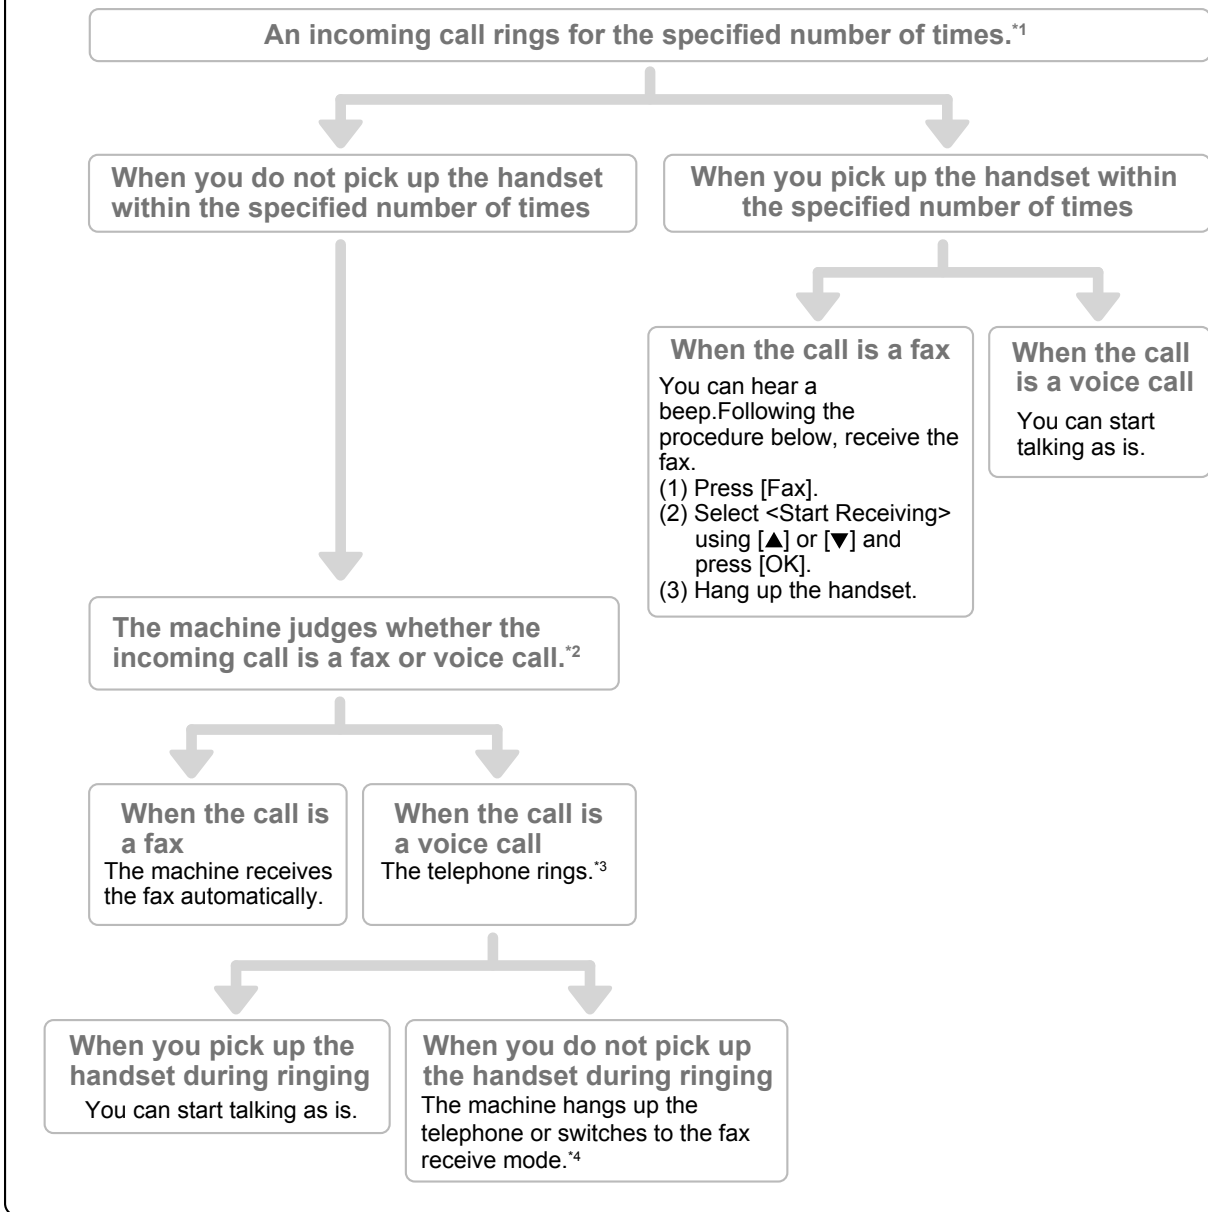 An incoming call rings for the specified number of times.*1
When you do not pick up the handset
within the specified number of times
When you pick up the handset within
the specified number of times
When the call is a fax
You can hear a
beep.Following the
procedure below, receive the
fax.
(1) Press [Fax].
(2) Select <Start Receiving>
using [▲] or [▼] and
press [OK].
(3) Hang up the handset.
When the call
is a voice call
You can start
talking as is.
The machine judges whether the
incoming call is a fax or voice call.*2
When the call is
a fax
The machine receives
the fax automatically.
When the call is
a voice call
The telephone rings.*3
When you pick up the
handset during ringing
You can start talking as is.
When you do not pick up
the handset during ringing
The machine hangs up the
telephone or switches to the fax
receive mode.*4